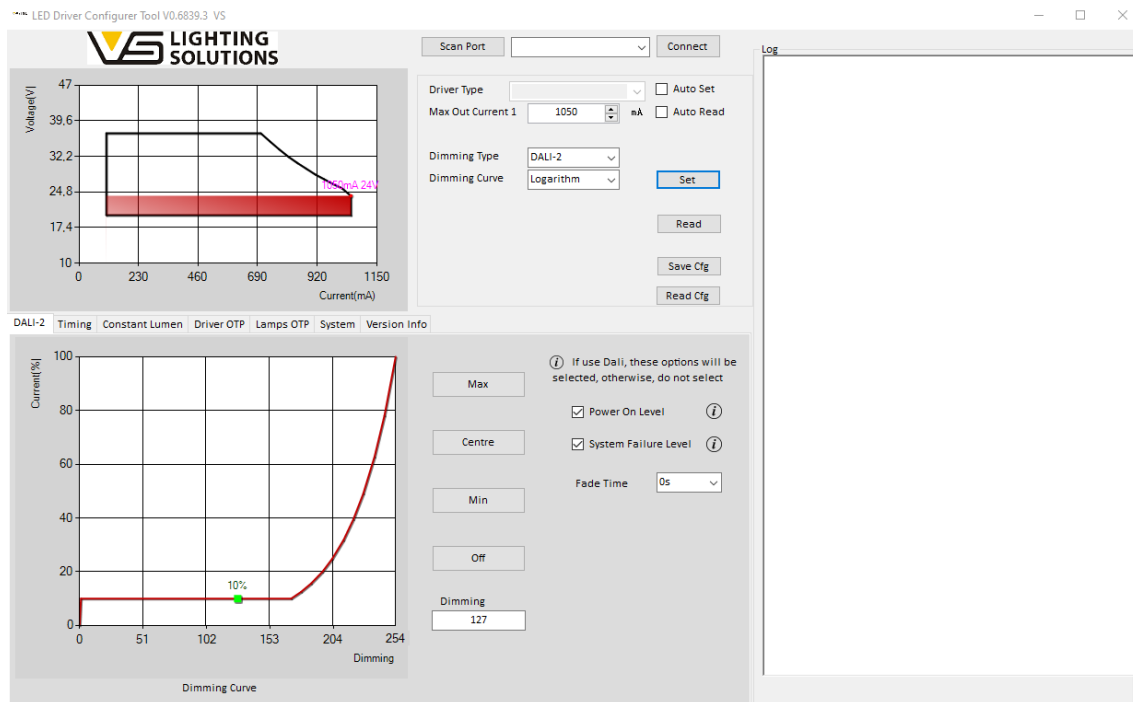 LED Driver Configurer Tool V0.6839.3 VS
VS LIGHTING
SOLUTIONS
Scan Port
Connect
Log
Driver Type
Auto Set
Max Out Current 1
1050
mA
Auto Read
Dimming Type
DALI-2
Dimming Curve
Logarithm
Set
Read
Save Cfg
Read Cfg
Voltage[V]
47
39,6
32,2
24,8
17,4
10
1050mA 24V
0
230
460
690
920
1150
Current(mA)
DALI-2
Timing
Constant Lumen
Driver OTP
Lamps OTP
System
Version Info
Current[%]
100
80
60
40
20
0
10%
0
51
102
153
204
254
Dimming
Dimming Curve
Max
Centre
Min
Off
Dimming
127
i If use Dali, these options will be
selected, otherwise, do not select
Power On Level i
System Failure Level i
Fade Time
0s